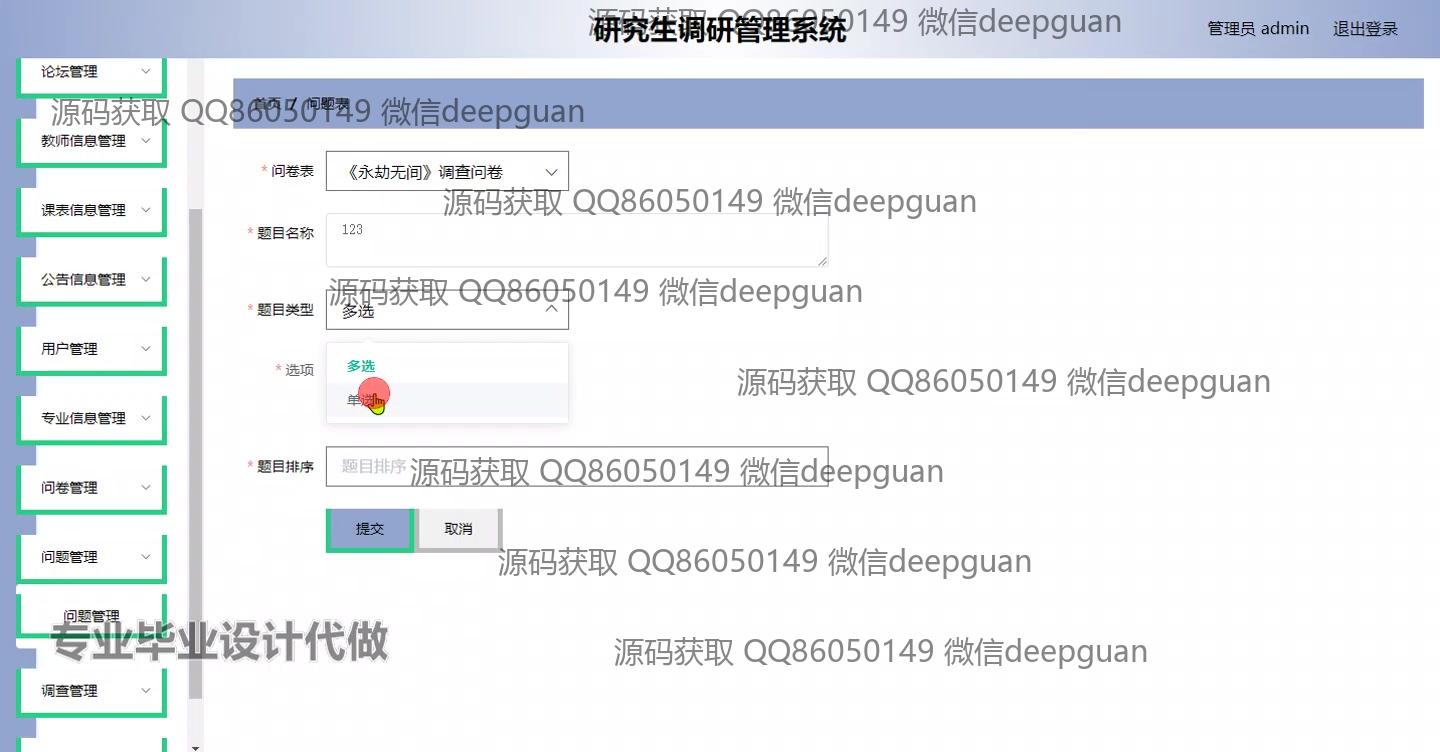 研究生调研管理系统
源码获取 QQ86050149 微信deepguan
管理员 admin
退出登录
论坛管理
首页 / 问题表
源码获取 QQ86050149 微信deepguan
教师信息管理
* 问卷表
《永劫无间》调查问卷
源码获取 QQ86050149 微信deepguan
课表信息管理
* 题目名称
123
公告信息管理
源码获取 QQ86050149 微信deepguan
* 题目类型
多选
用户管理
* 选项
多选
源码获取 QQ86050149 微信deepguan
单选
专业信息管理
* 题目排序
题目排序
源码获取 QQ86050149 微信deepguan
问卷管理
提交
取消
问题管理
源码获取 QQ86050149 微信deepguan
问题管理
专业毕业设计代做
源码获取 QQ86050149 微信deepguan
调查管理